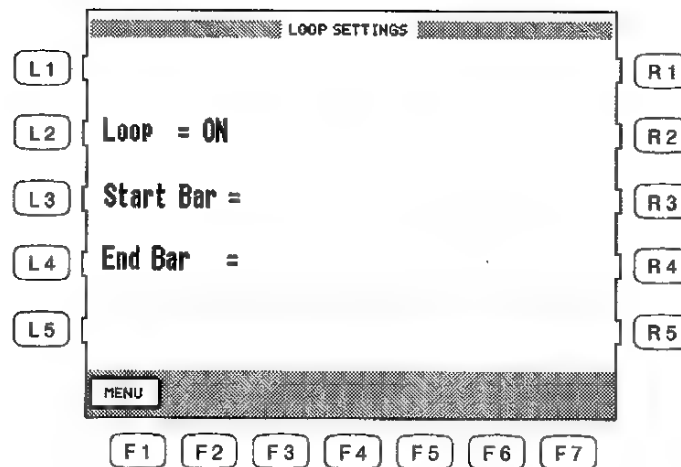 LOOP SETTINGS
L1 R1
L2 Loop = ON R2
L3 Start Bar = R3
L4 End Bar = R4
L5 R5
MENU
F1 F2 F3 F4 F5 F6 F7